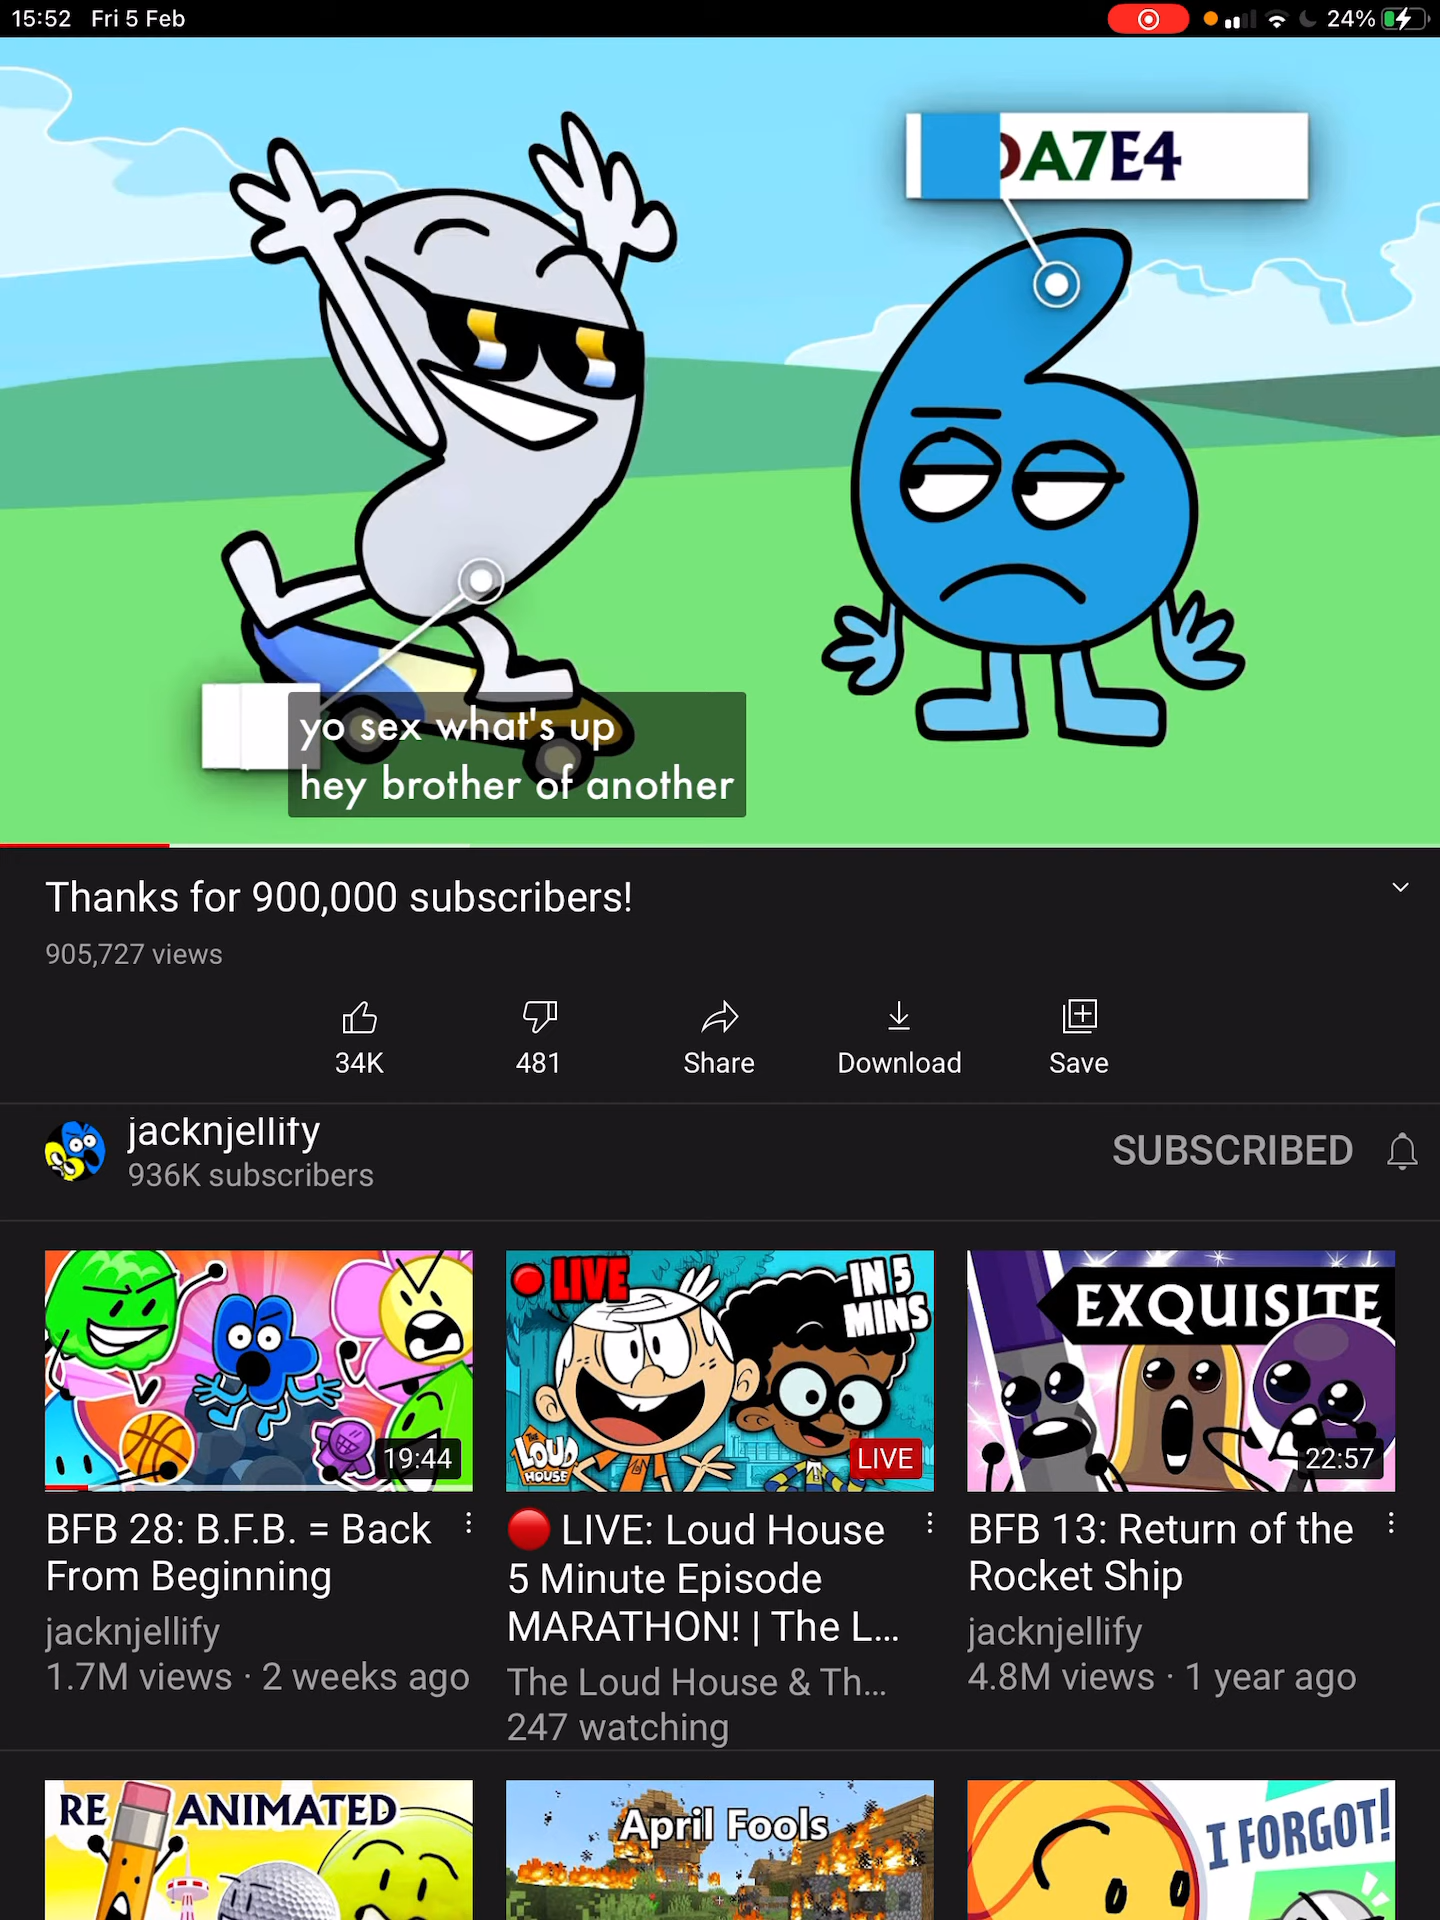 15:52 Fri 5 Feb
24%
DA7E4
yo sex what's up
hey brother of another
Thanks for 900,000 subscribers!
905,727 views
34K
481
Share
Download
Save
jacknjellify
936K subscribers
SUBSCRIBED
LIVE
IN 5
MINS
EXQUISITE
THE
LOUD
HOUSE
19:44
LIVE
22:57
BFB 28: B.F.B. = Back
From Beginning
jacknjellify
1.7M views · 2 weeks ago
🔴 LIVE: Loud House
5 Minute Episode
MARATHON! | The L...
The Loud House & Th...
247 watching
BFB 13: Return of the
Rocket Ship
jacknjellify
4.8M views · 1 year ago
RE ANIMATED
April Fools
I FORGOT!